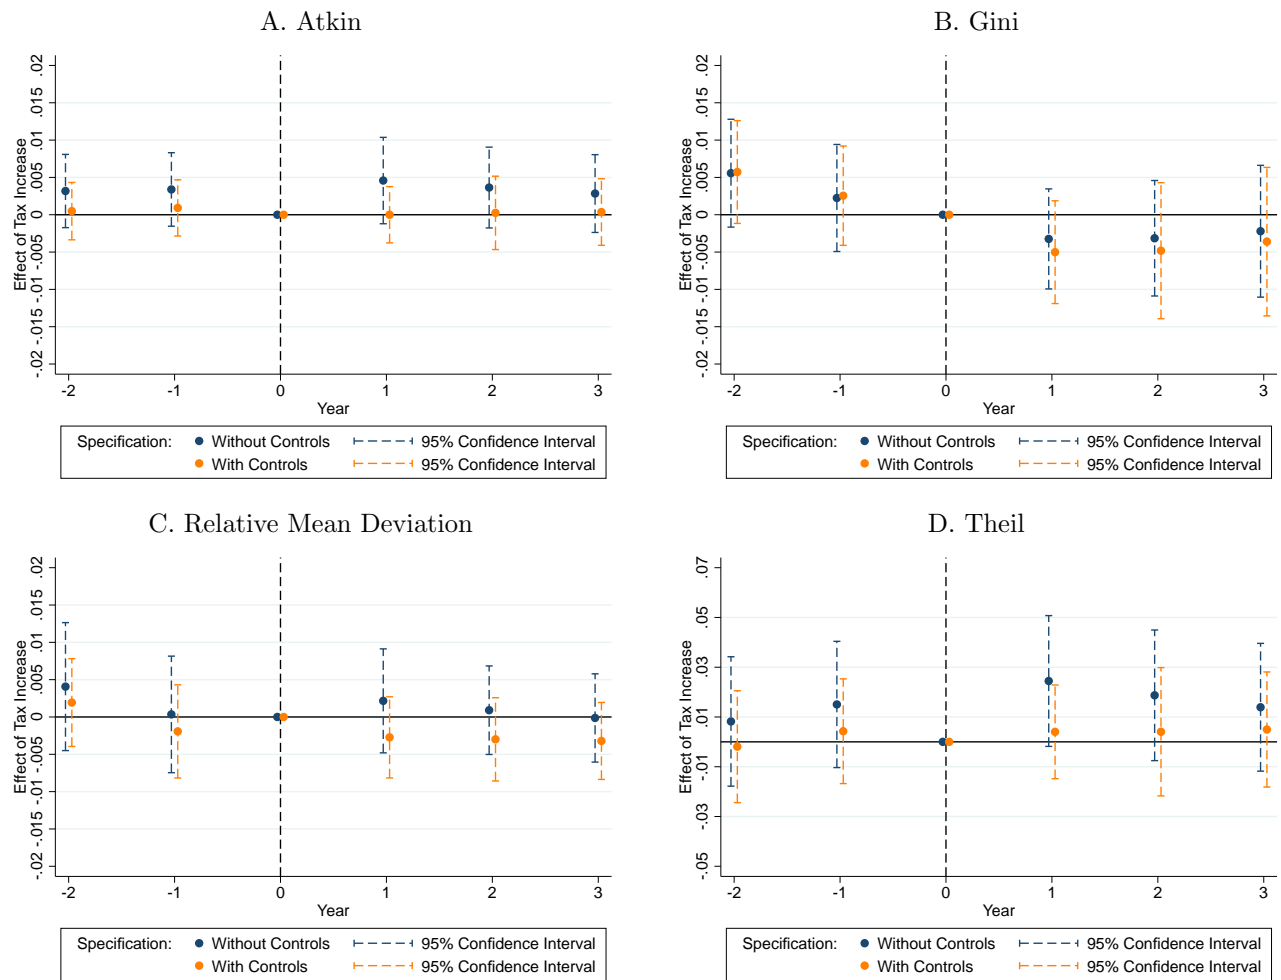 A. Atkin
Effect of Tax Increase
.02
.015
.01
.005
0
-.005
-.01
-.015
-.02
-2 -1 0 1 2 3
Year
Specification: Without Controls 95% Confidence Interval
With Controls 95% Confidence Interval
B. Gini
Effect of Tax Increase
.02
.015
.01
.005
0
-.005
-.01
-.015
-.02
-2 -1 0 1 2 3
Year
Specification: Without Controls 95% Confidence Interval
With Controls 95% Confidence Interval
C. Relative Mean Deviation
Effect of Tax Increase
.02
.015
.01
.005
0
-.005
-.01
-.015
-.02
-2 -1 0 1 2 3
Year
Specification: Without Controls 95% Confidence Interval
With Controls 95% Confidence Interval
D. Theil
Effect of Tax Increase
.07
.05
.03
.01
-.01
-.03
-.05
-2 -1 0 1 2 3
Year
Specification: Without Controls 95% Confidence Interval
With Controls 95% Confidence Interval